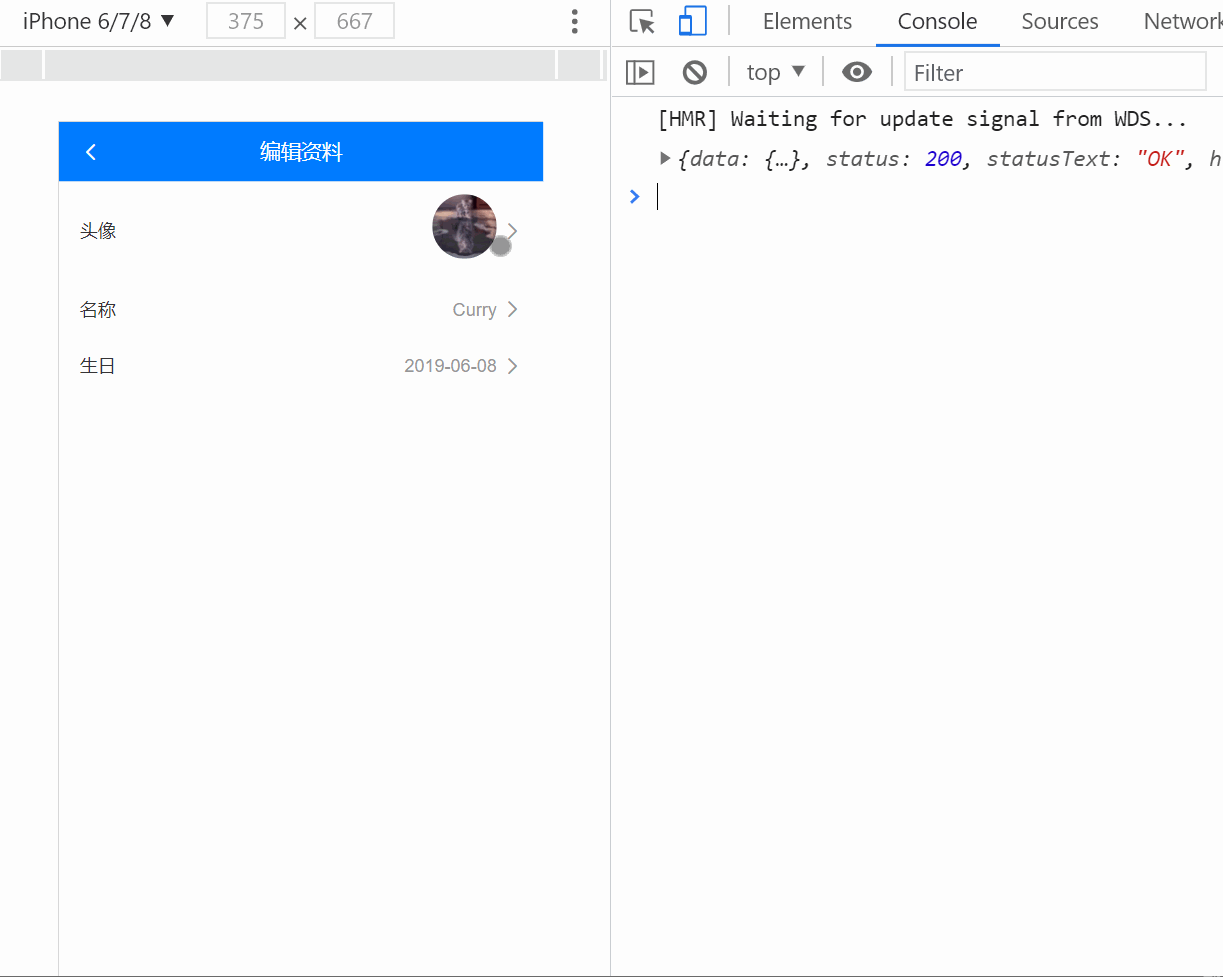 iPhone 6/7/8 ▼ 375 × 667
Elements Console Sources Network
top ▼ Filter
[HMR] Waiting for update signal from WDS...
▶ {data: {…}, status: 200, statusText: "OK", h
编辑资料
头像
名称 Curry
生日 2019-06-08